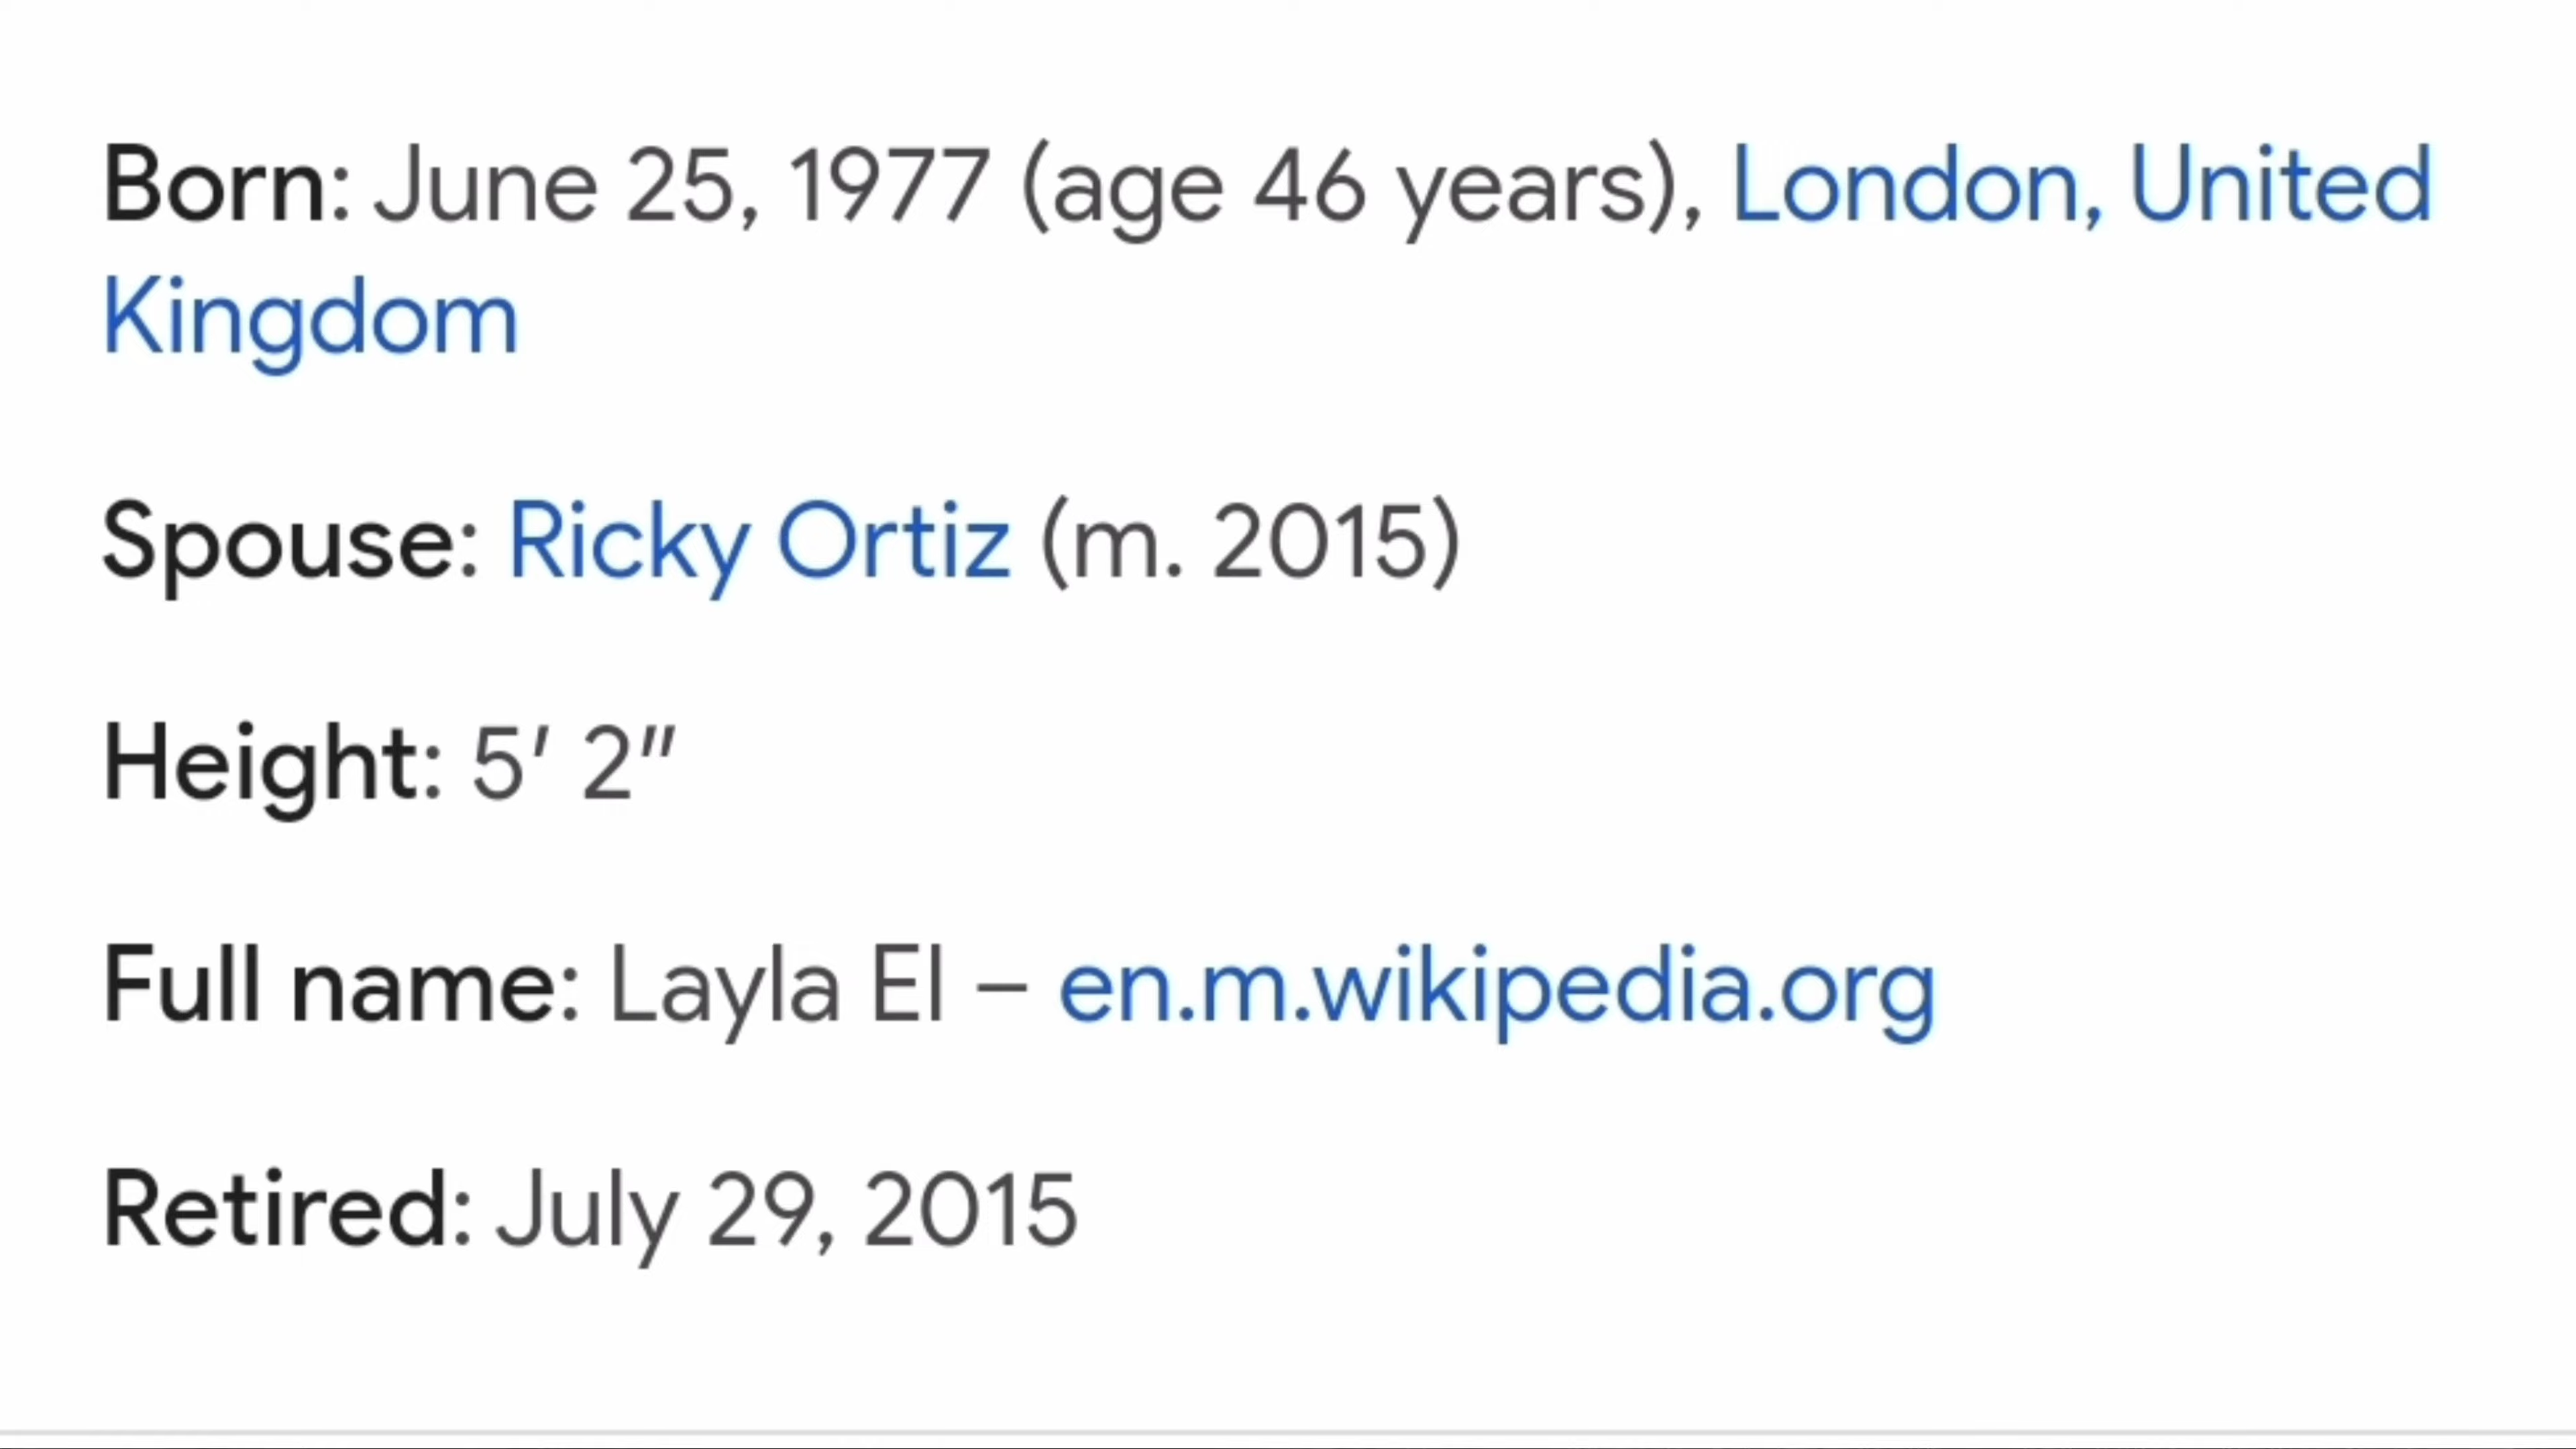 Born: June 25, 1977 (age 46 years), London, United
Kingdom
Spouse: Ricky Ortiz (m. 2015)
Height: 5′ 2″
Full name: Layla El – en.m.wikipedia.org
Retired: July 29, 2015